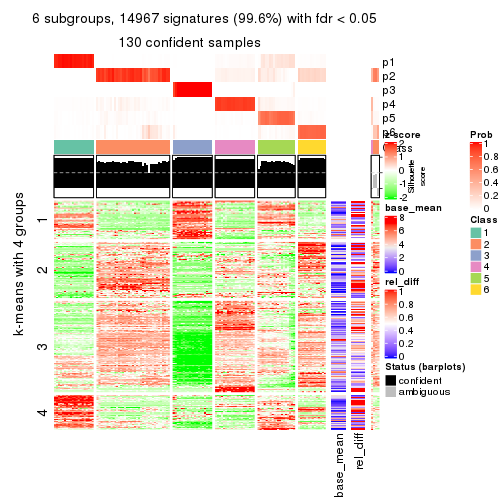 6 subgroups, 14967 signatures (99.6%) with fdr < 0.05
130 confident samples
p1
p2
p3
p4
p5
p6
Class
z-score
2
1
0
-1
-2
Silhouette
score
base_mean
8
6
4
2
0
rel_diff
1
0.8
0.6
0.4
0.2
0
Status (barplots)
confident
ambiguous
Prob
1
0.8
0.6
0.4
0.2
0
Class
1
2
3
4
5
6
k-means with 4 groups
1
2
3
4
base_mean
rel_diff